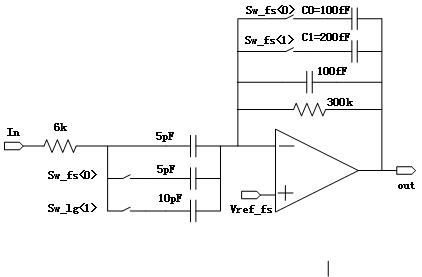 Sw_fs<0> C0=100fF
Sw_fs<1> C1=200fF
100fF
300k
In
6k
5pF
Sw_fs<0>
5pF
Sw_lg<1>
10pF
Vref_fs
out